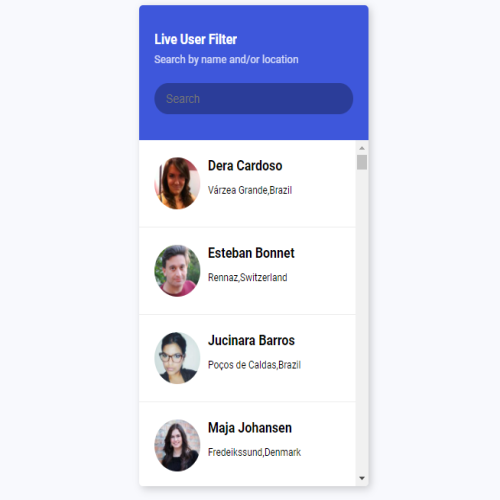 Live User Filter
Search by name and/or location
Search
Dera Cardoso
Várzea Grande,Brazil
Esteban Bonnet
Rennaz,Switzerland
Jucinara Barros
Poços de Caldas,Brazil
Maja Johansen
Fredeikssund,Denmark